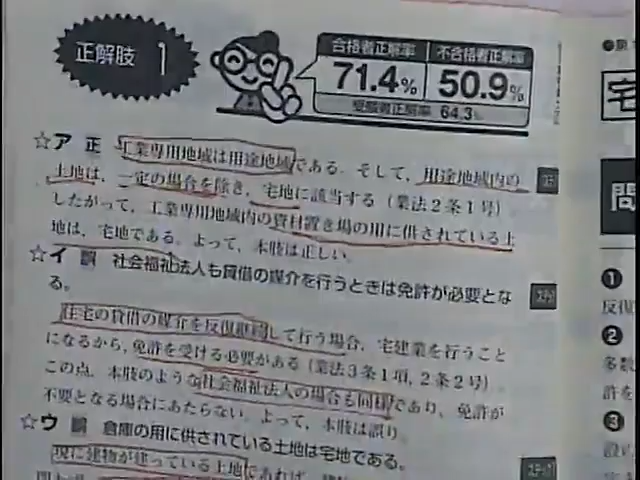 正解肢 1
合格者正解率 不合格者正解率
71.4% 50.9%
受験者正解率 64.3%
☆ア 正 工業専用地域は用途地域である。そして、用途地域内の
土地は、一定の場合を除き、宅地に該当する(業法2条1号)
したがって、工業専用地域内の資材置き場の用に供されている土
地は、宅地である。よって、本肢は正しい。
☆イ 誤 社会福祉法人も貸借の媒介を行うときは免許が必要とな
る。
住宅の貸借の媒介を反復継続して行う場合、宅建業を行うこと
になるから、免許を受ける必要がある(業法3条1項,2条2号)
この点、本肢のような社会福祉法人の場合も同様であり、免許が
不要となる場合にあたらない。よって、本肢は誤り。
☆ウ 誤 倉庫の用に供されている土地は宅地である。
現に建物が建っている土地であれば、
宅
問
❶
反復
❷
多数
許を
❸
設の